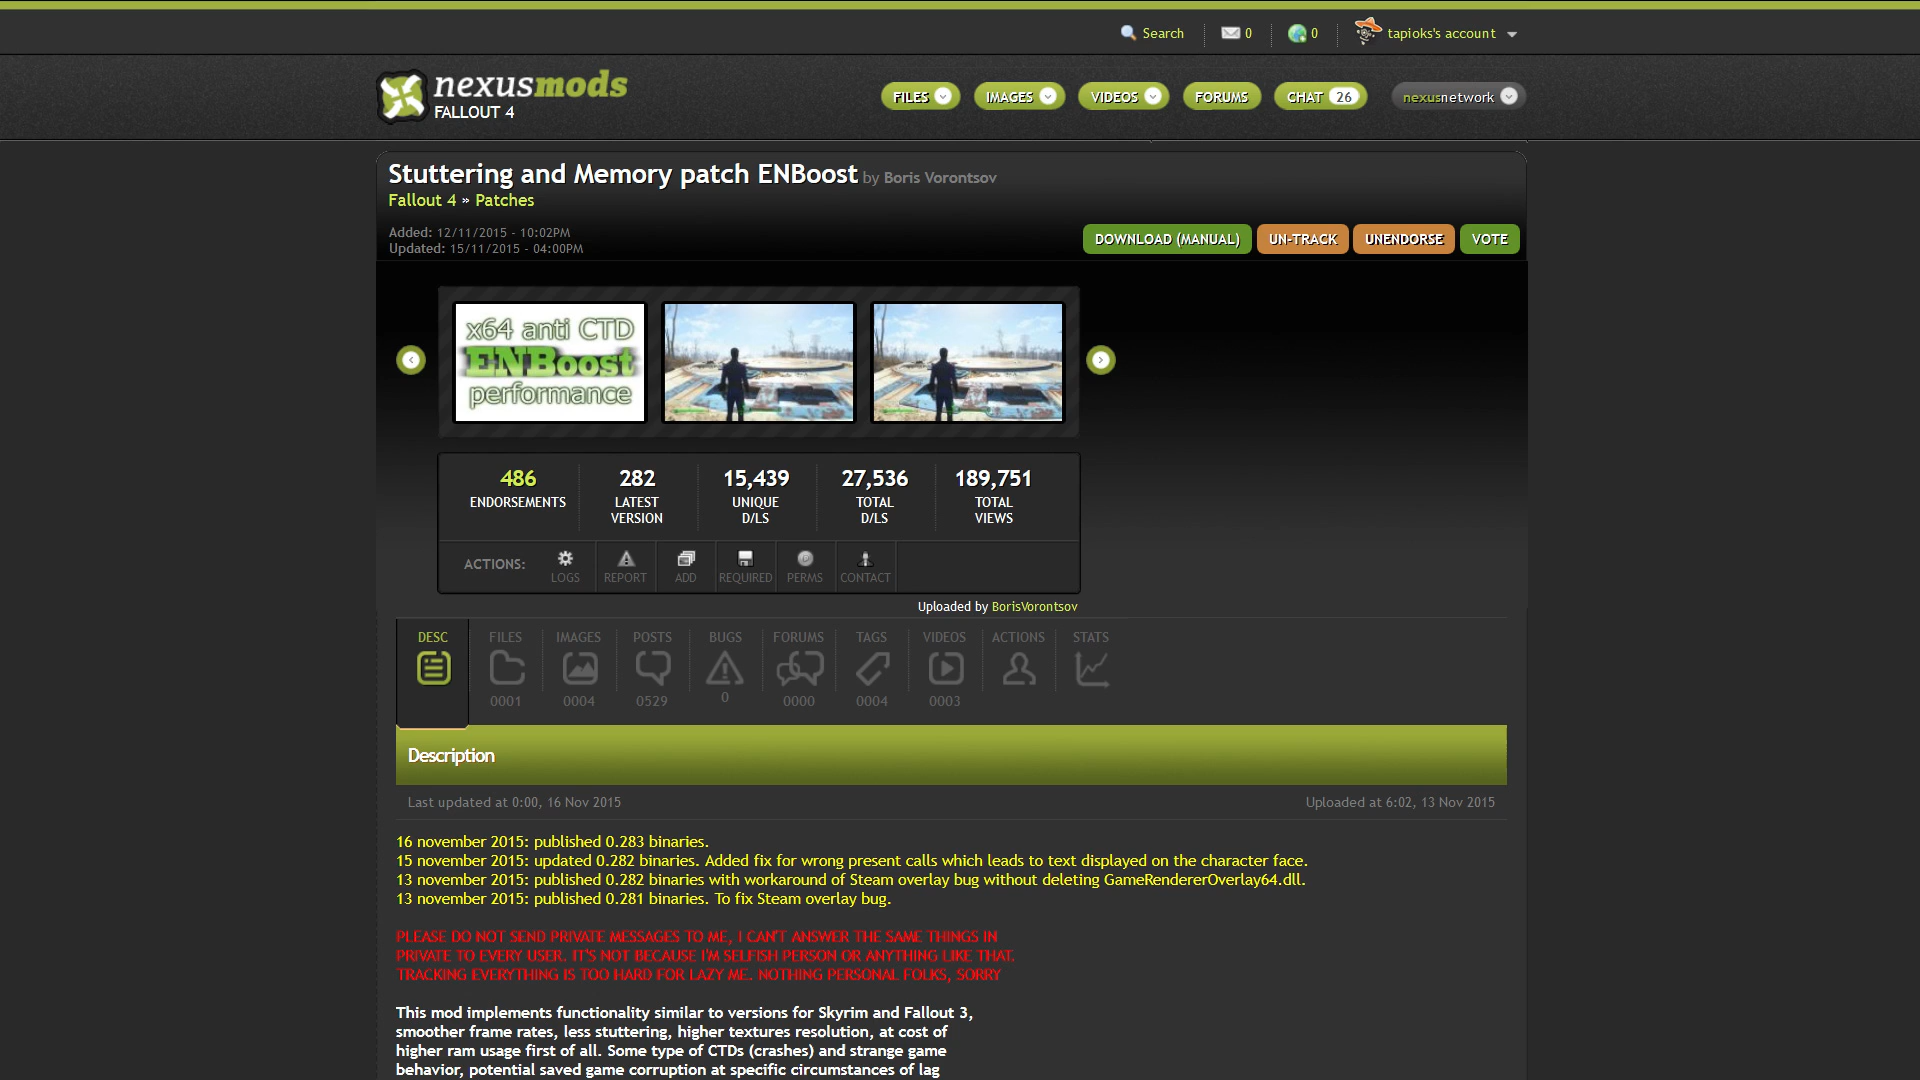 Search
0
0
tapioks's account
nexusmods
FALLOUT 4
FILES
IMAGES
VIDEOS
FORUMS
CHAT 26
nexusnetwork
Stuttering and Memory patch ENBoost by Boris Vorontsov
Fallout 4 » Patches
Added: 12/11/2015 - 10:02PM
Updated: 15/11/2015 - 04:00PM
DOWNLOAD (MANUAL)
UN-TRACK
UNENDORSE
VOTE
x64 anti CTD
ENBoost
performance
486
ENDORSEMENTS
282
LATEST
VERSION
15,439
UNIQUE
D/LS
27,536
TOTAL
D/LS
189,751
TOTAL
VIEWS
ACTIONS:
LOGS
REPORT
ADD
REQUIRED
PERMS
CONTACT
Uploaded by BorisVorontsov
DESC
FILES
0001
IMAGES
0004
POSTS
0529
BUGS
0
FORUMS
0000
TAGS
0004
VIDEOS
0003
ACTIONS
STATS
Description
Last updated at 0:00, 16 Nov 2015
Uploaded at 6:02, 13 Nov 2015
16 november 2015: published 0.283 binaries.
15 november 2015: updated 0.282 binaries. Added fix for wrong present calls which leads to text displayed on the character face.
13 november 2015: published 0.282 binaries with workaround of Steam overlay bug without deleting GameRendererOverlay64.dll.
13 november 2015: published 0.281 binaries. To fix Steam overlay bug.
PLEASE DO NOT SEND PRIVATE MESSAGES TO ME, I CAN'T ANSWER THE SAME THINGS IN
PRIVATE TO EVERY USER. IT'S NOT BECAUSE I'M SELFISH PERSON OR ANYTHING LIKE THAT.
TRACKING EVERYTHING IS TOO HARD FOR LAZY ME. NOTHING PERSONAL FOLKS, SORRY
This mod implements functionality similar to versions for Skyrim and Fallout 3,
smoother frame rates, less stuttering, higher textures resolution, at cost of
higher ram usage first of all. Some type of CTDs (crashes) and strange game
behavior, potential saved game corruption at specific circumstances of lag